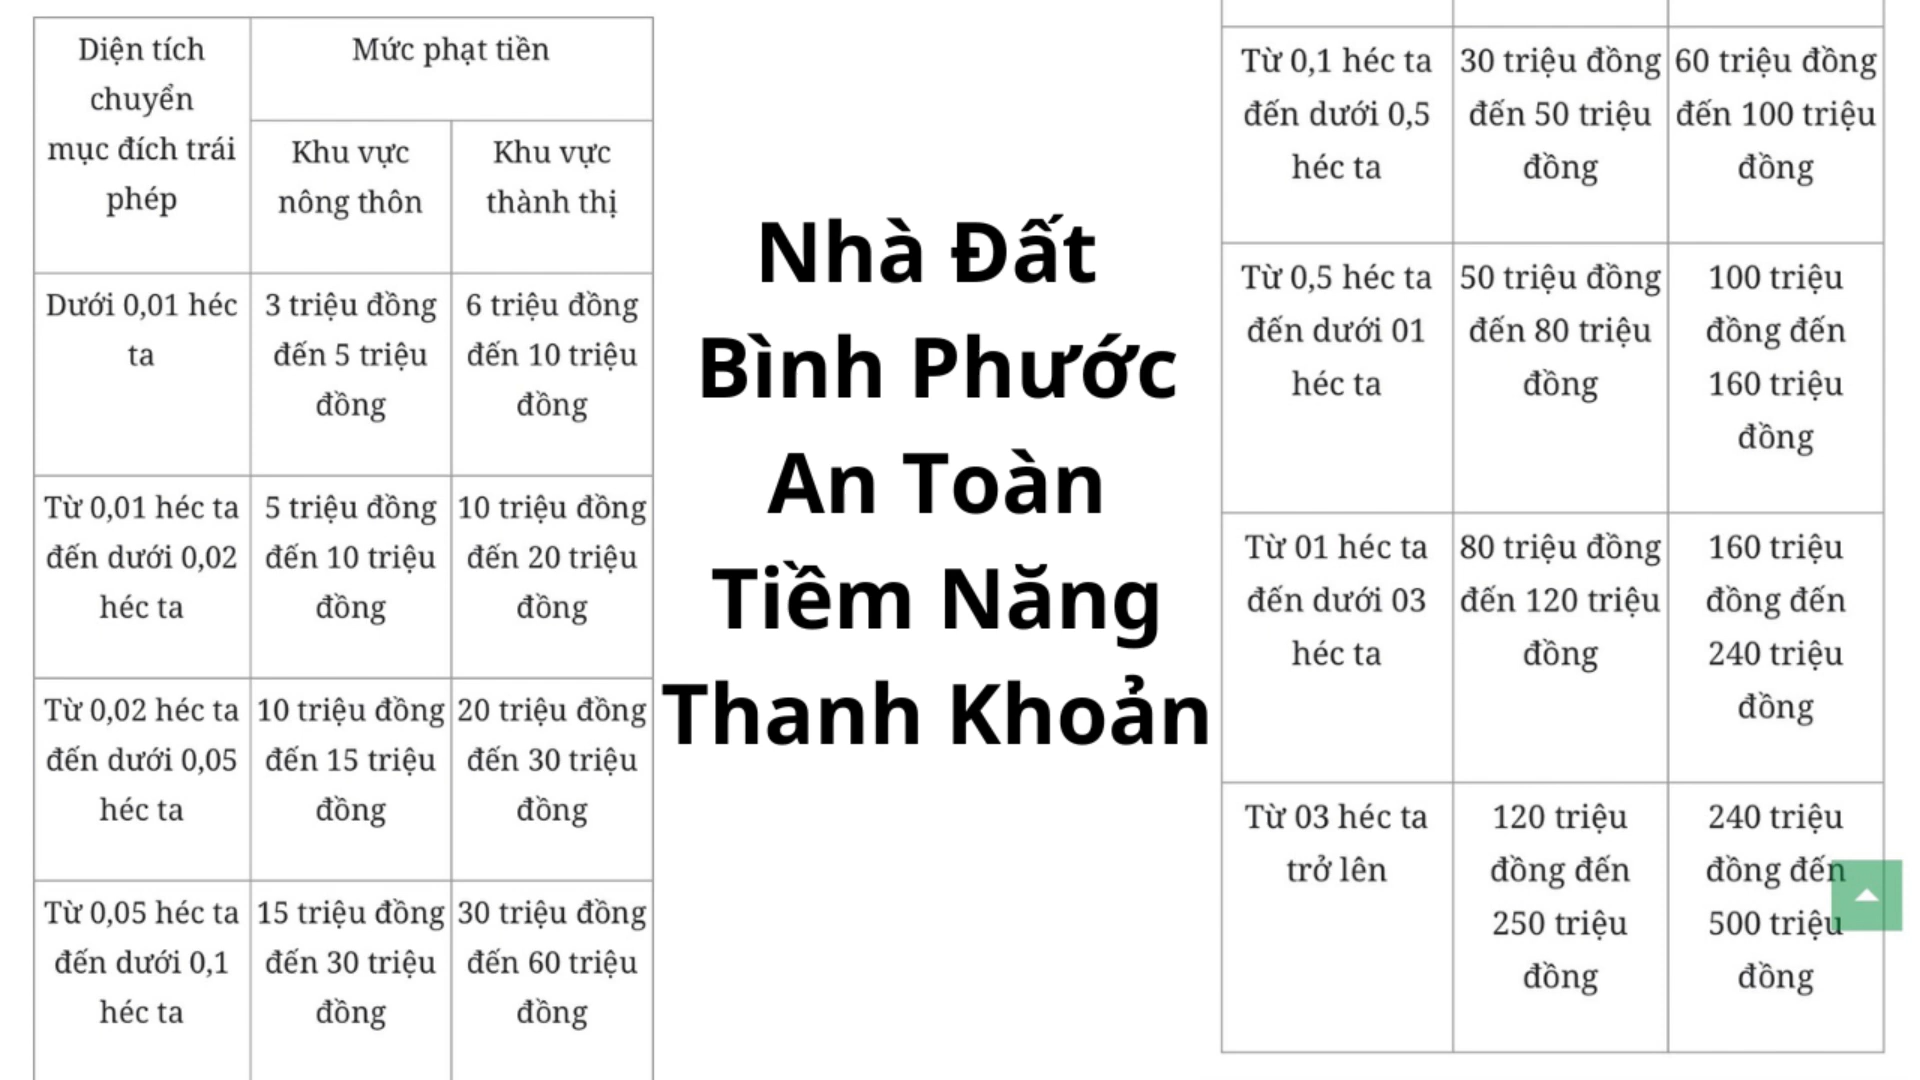 Diện tích
chuyển
mục đích trái
phép
Mức phạt tiền
Khu vực
nông thôn
Khu vực
thành thị
Dưới 0,01 héc
ta
3 triệu đồng
đến 5 triệu
đồng
6 triệu đồng
đến 10 triệu
đồng
Từ 0,01 héc ta
đến dưới 0,02
héc ta
5 triệu đồng
đến 10 triệu
đồng
10 triệu đồng
đến 20 triệu
đồng
Từ 0,02 héc ta
đến dưới 0,05
héc ta
10 triệu đồng
đến 15 triệu
đồng
20 triệu đồng
đến 30 triệu
đồng
Từ 0,05 héc ta
đến dưới 0,1
héc ta
15 triệu đồng
đến 30 triệu
đồng
30 triệu đồng
đến 60 triệu
đồng
Nhà Đất
Bình Phước
An Toàn
Tiềm Năng
Thanh Khoản
Từ 0,1 héc ta
đến dưới 0,5
héc ta
30 triệu đồng
đến 50 triệu
đồng
60 triệu đồng
đến 100 triệu
đồng
Từ 0,5 héc ta
đến dưới 01
héc ta
50 triệu đồng
đến 80 triệu
đồng
100 triệu
đồng đến
160 triệu
đồng
Từ 01 héc ta
đến dưới 03
héc ta
80 triệu đồng
đến 120 triệu
đồng
160 triệu
đồng đến
240 triệu
đồng
Từ 03 héc ta
trở lên
120 triệu
đồng đến
250 triệu
đồng
240 triệu
đồng đến
500 triệu
đồng